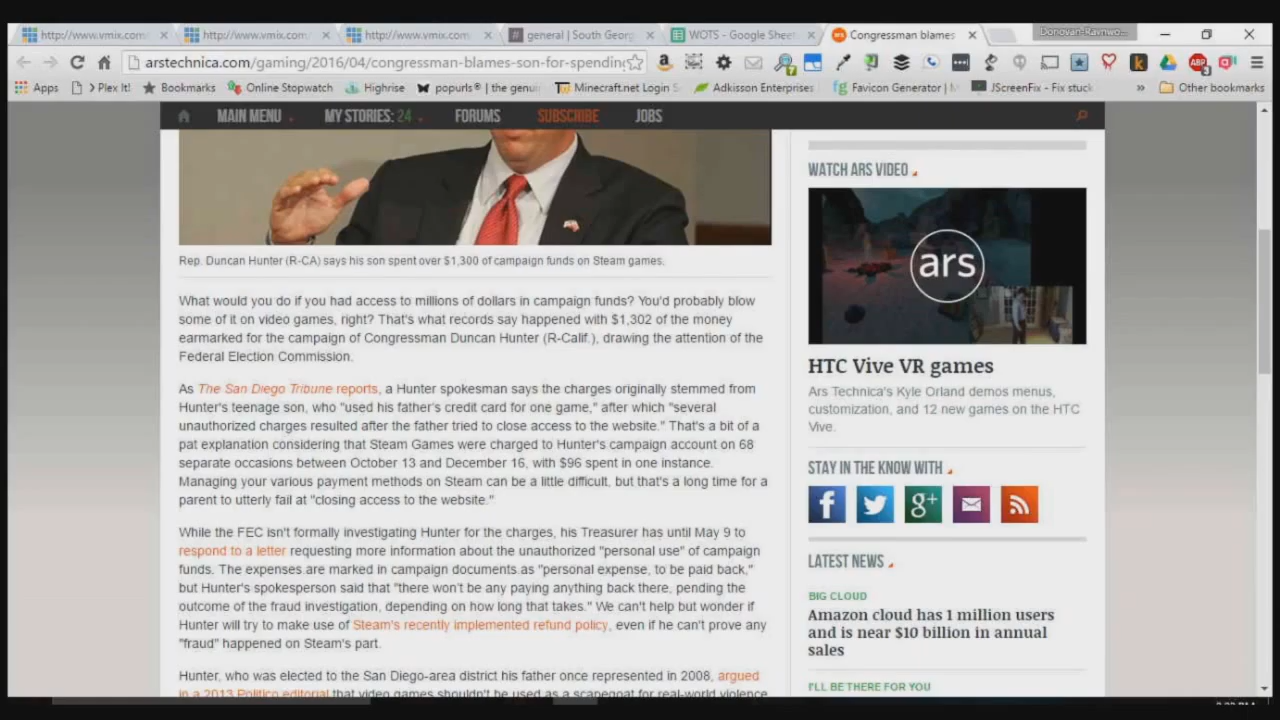 http://www.vmix.com
http://www.vmix.com
http://www.vmix.com
general | South Georg
WOTS - Google Sheet
Congressman blames
arstechnica.com/gaming/2016/04/congressman-blames-son-for-spending
Apps
Plex It!
Bookmarks
Online Stopwatch
Highrise
popurls® | the genui
Minecraft.net Login S
Adkisson Enterprises
Favicon Generator |
JScreenFix - Fix stuck
»
Other bookmarks
MAIN MENU
MY STORIES: 24
FORUMS
SUBSCRIBE
JOBS
Rep. Duncan Hunter (R-CA) says his son spent over $1,300 of campaign funds on Steam games.
What would you do if you had access to millions of dollars in campaign funds? You'd probably blow
some of it on video games, right? That's what records say happened with $1,302 of the money
earmarked for the campaign of Congressman Duncan Hunter (R-Calif.), drawing the attention of the
Federal Election Commission.
As The San Diego Tribune reports, a Hunter spokesman says the charges originally stemmed from
Hunter's teenage son, who "used his father's credit card for one game," after which "several
unauthorized charges resulted after the father tried to close access to the website." That's a bit of a
pat explanation considering that Steam Games were charged to Hunter's campaign account on 68
separate occasions between October 13 and December 16, with $96 spent in one instance.
Managing your various payment methods on Steam can be a little difficult, but that's a long time for a
parent to utterly fail at "closing access to the website."
While the FEC isn't formally investigating Hunter for the charges, his Treasurer has until May 9 to
respond to a letter requesting more information about the unauthorized "personal use" of campaign
funds. The expenses are marked in campaign documents as "personal expense, to be paid back,"
but Hunter's spokesperson said that "there won't be any paying anything back there, pending the
outcome of the fraud investigation, depending on how long that takes." We can't help but wonder if
Hunter will try to make use of Steam's recently implemented refund policy, even if he can't prove any
"fraud" happened on Steam's part.
Hunter, who was elected to the San Diego-area district his father once represented in 2008, argued
in a 2013 Politico editorial that video games shouldn't be used as a scapegoat for real-world violence
WATCH ARS VIDEO
ars
HTC Vive VR games
Ars Technica's Kyle Orland demos menus,
customization, and 12 new games on the HTC
Vive.
STAY IN THE KNOW WITH
LATEST NEWS
BIG CLOUD
Amazon cloud has 1 million users
and is near $10 billion in annual
sales
I'LL BE THERE FOR YOU